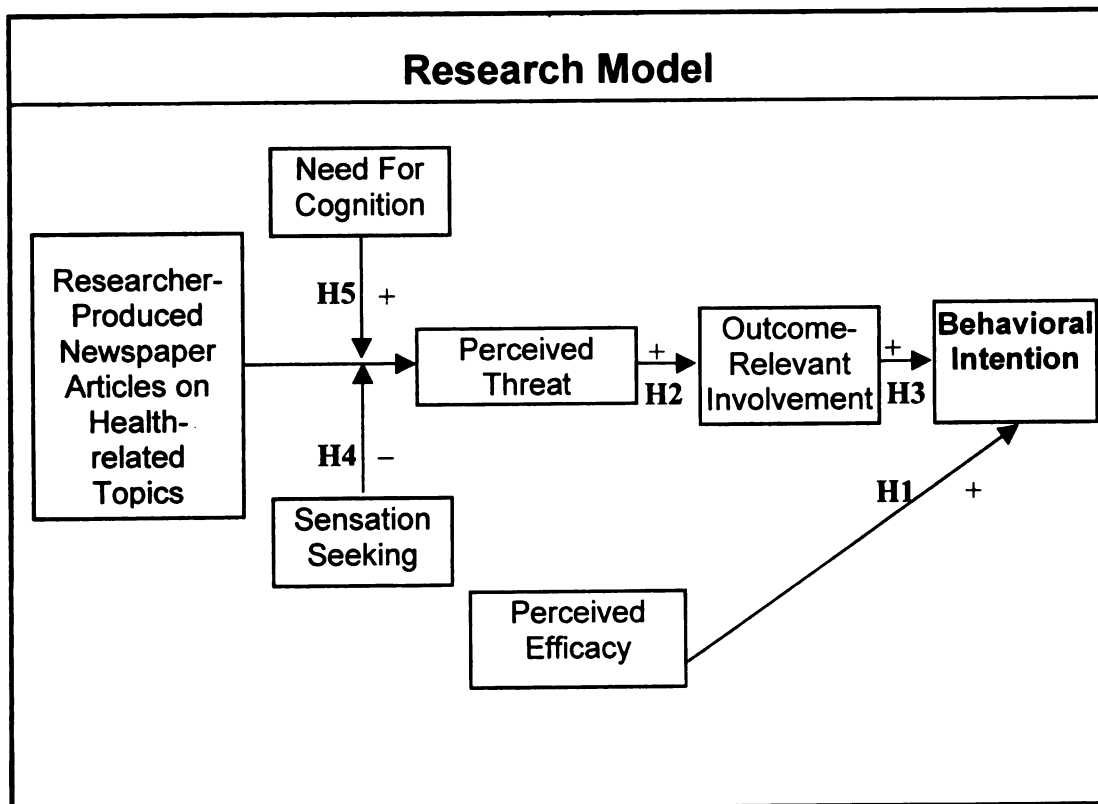 Research Model
Need For
Cognition
Researcher-
Produced
Newspaper
Articles on
Health-
related
Topics
H5 +
Perceived
Threat
+
H2
Outcome-
Relevant
Involvement
+
H3
Behavioral
Intention
H4 –
Sensation
Seeking
H1 +
Perceived
Efficacy